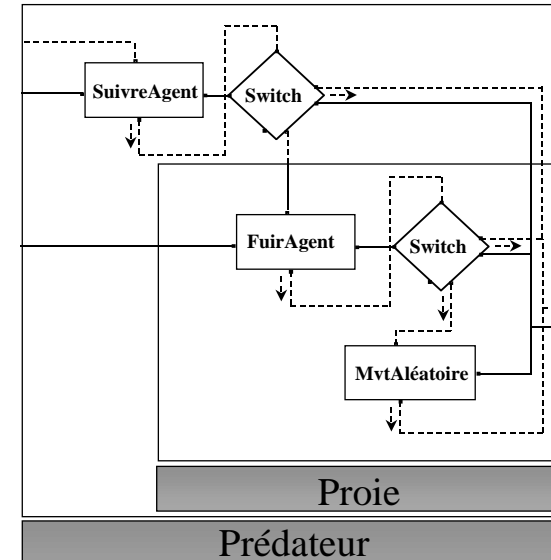 SuivreAgent
Switch
FuirAgent
Switch
MvtAléatoire
Proie
Prédateur